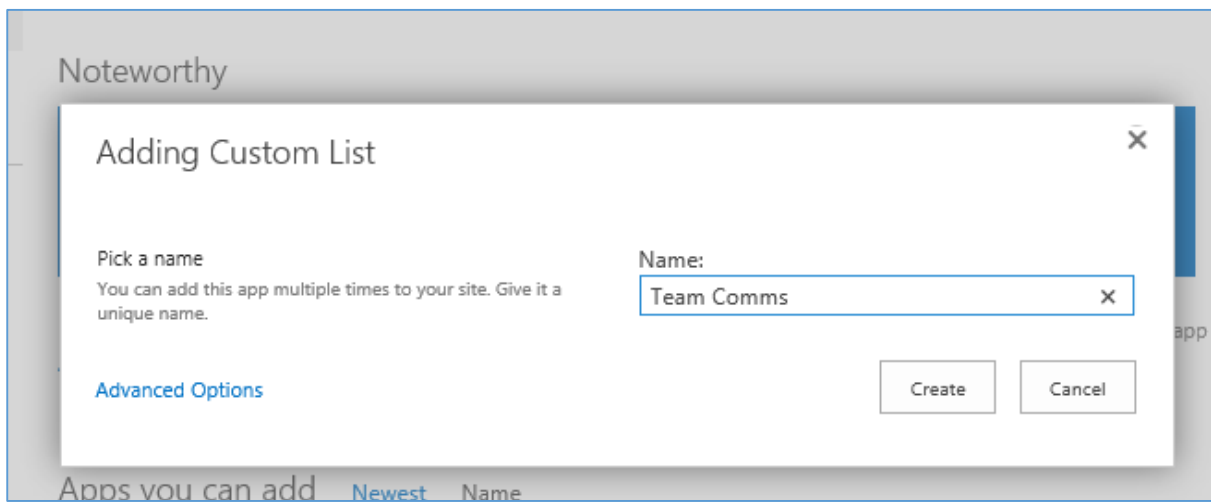 Noteworthy
Adding Custom List
Pick a name
You can add this app multiple times to your site. Give it a
unique name.
Name:
Team Comms
app
Advanced Options
Create
Cancel
Apps you can add
Newest
Name